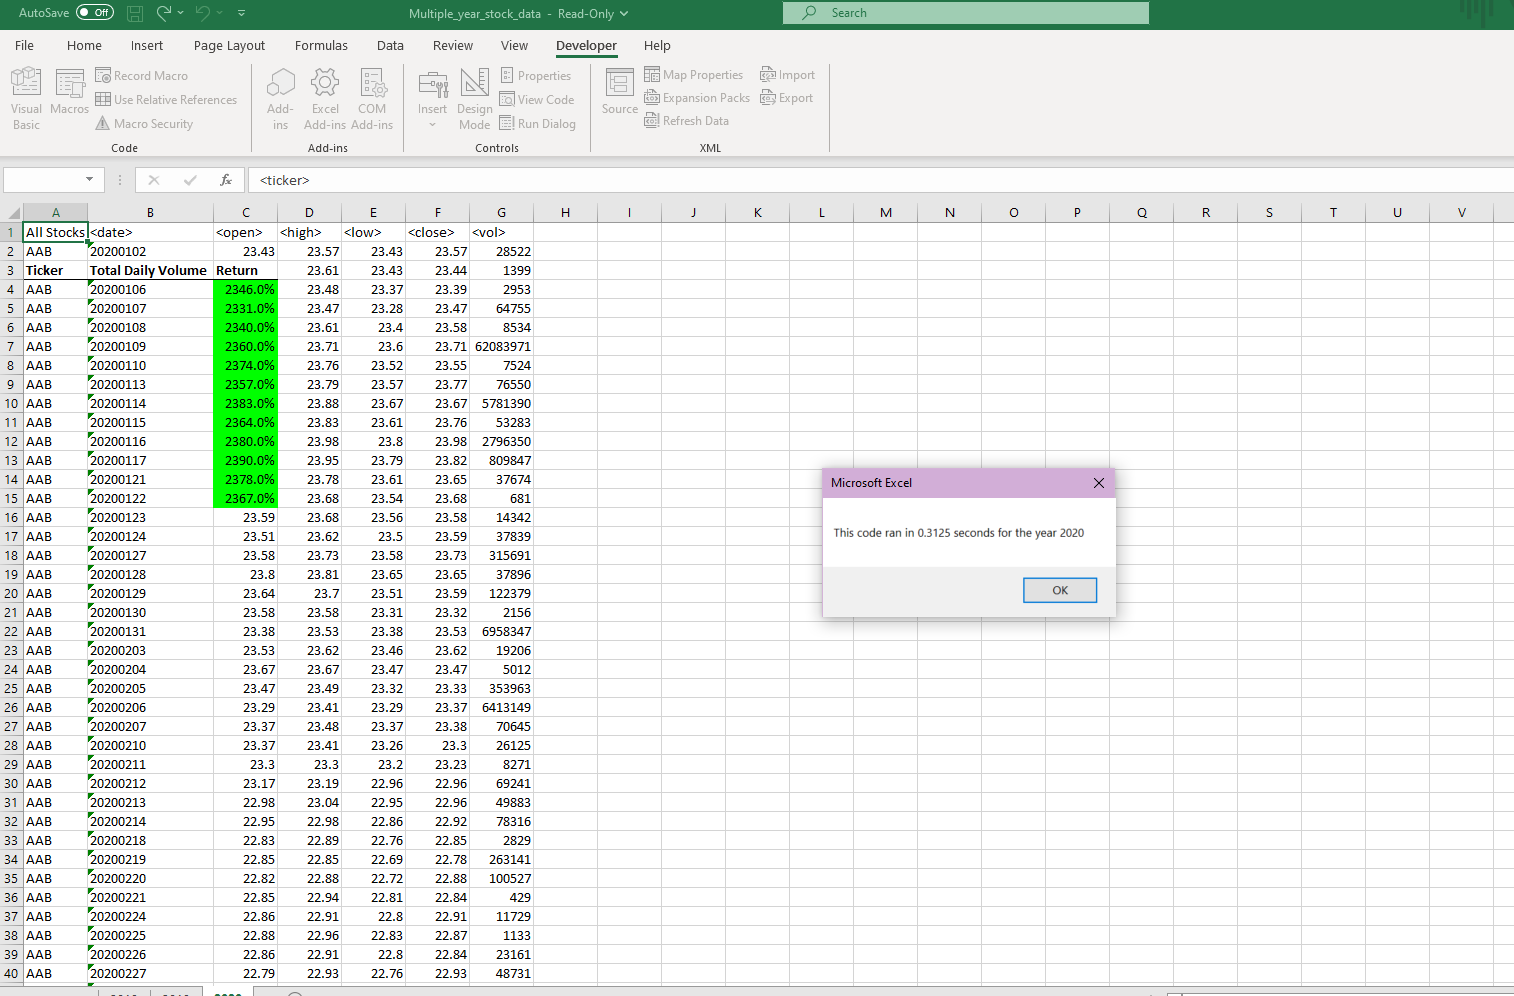 AutoSave Off Multiple_year_stock_data - Read-Only Search
File Home Insert Page Layout Formulas Data Review View Developer Help
Visual Basic
Macros
Record Macro
Use Relative References
Macro Security
Code
Add-ins
Excel Add-ins
COM Add-ins
Add-ins
Insert
Design Mode
Properties
View Code
Run Dialog
Controls
Source
Map Properties
Expansion Packs
Refresh Data
Import
Export
XML
fx <ticker>
A B C D E F G H I J K L M N O P Q R S T U V
1 All Stocks <date> <open> <high> <low> <close> <vol>
2 AAB 20200102 23.43 23.57 23.43 23.57 28522
3 Ticker Total Daily Volume Return 23.61 23.43 23.44 1399
4 AAB 20200106 2346.0% 23.48 23.37 23.39 2953
5 AAB 20200107 2331.0% 23.47 23.28 23.47 64755
6 AAB 20200108 2340.0% 23.61 23.4 23.58 8534
7 AAB 20200109 2360.0% 23.71 23.6 23.71 62083971
8 AAB 20200110 2374.0% 23.76 23.52 23.55 7524
9 AAB 20200113 2357.0% 23.79 23.57 23.77 76550
10 AAB 20200114 2383.0% 23.88 23.67 23.67 5781390
11 AAB 20200115 2364.0% 23.83 23.61 23.76 53283
12 AAB 20200116 2380.0% 23.98 23.8 23.98 2796350
13 AAB 20200117 2390.0% 23.95 23.79 23.82 809847
14 AAB 20200121 2378.0% 23.78 23.61 23.65 37674
15 AAB 20200122 2367.0% 23.68 23.54 23.68 681
16 AAB 20200123 23.59 23.68 23.56 23.58 14342
17 AAB 20200124 23.51 23.62 23.5 23.59 37839
18 AAB 20200127 23.58 23.73 23.58 23.73 315691
19 AAB 20200128 23.8 23.81 23.65 23.65 37896
20 AAB 20200129 23.64 23.7 23.51 23.59 122379
21 AAB 20200130 23.58 23.58 23.31 23.32 2156
22 AAB 20200131 23.38 23.53 23.38 23.53 6958347
23 AAB 20200203 23.53 23.62 23.46 23.62 19206
24 AAB 20200204 23.67 23.67 23.47 23.47 5012
25 AAB 20200205 23.47 23.49 23.32 23.33 353963
26 AAB 20200206 23.29 23.41 23.29 23.37 6413149
27 AAB 20200207 23.37 23.48 23.37 23.38 70645
28 AAB 20200210 23.37 23.41 23.26 23.3 26125
29 AAB 20200211 23.3 23.3 23.2 23.23 8271
30 AAB 20200212 23.17 23.19 22.96 22.96 69241
31 AAB 20200213 22.98 23.04 22.95 22.96 49883
32 AAB 20200214 22.95 22.98 22.86 22.92 78316
33 AAB 20200218 22.83 22.89 22.76 22.85 2829
34 AAB 20200219 22.85 22.85 22.69 22.78 263141
35 AAB 20200220 22.82 22.88 22.72 22.88 100527
36 AAB 20200221 22.85 22.94 22.81 22.84 429
37 AAB 20200224 22.86 22.91 22.8 22.91 11729
38 AAB 20200225 22.88 22.96 22.83 22.87 1133
39 AAB 20200226 22.86 22.91 22.8 22.84 23161
40 AAB 20200227 22.79 22.93 22.76 22.93 48731
Microsoft Excel
This code ran in 0.3125 seconds for the year 2020
OK